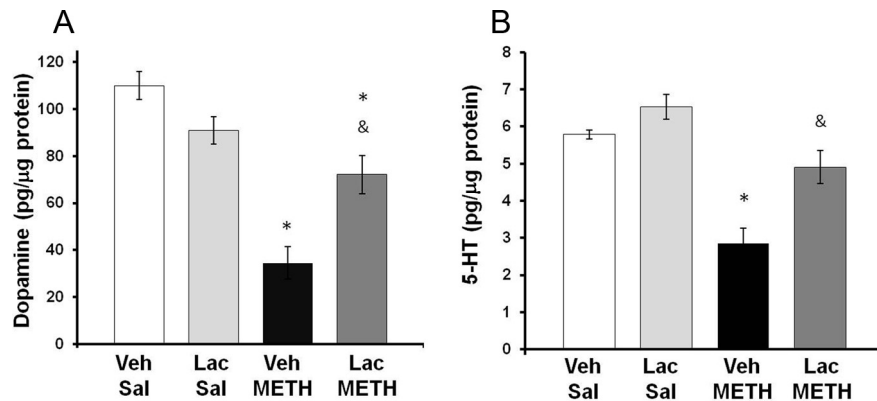 A
Dopamine (pg/μg protein)
120
100
80
60
40
20
0
*
*
&
Veh Lac Veh Lac
Sal Sal METH METH
B
5-HT (pg/μg protein)
8
7
6
5
4
3
2
1
0
*
&
Veh Lac Veh Lac
Sal Sal METH METH